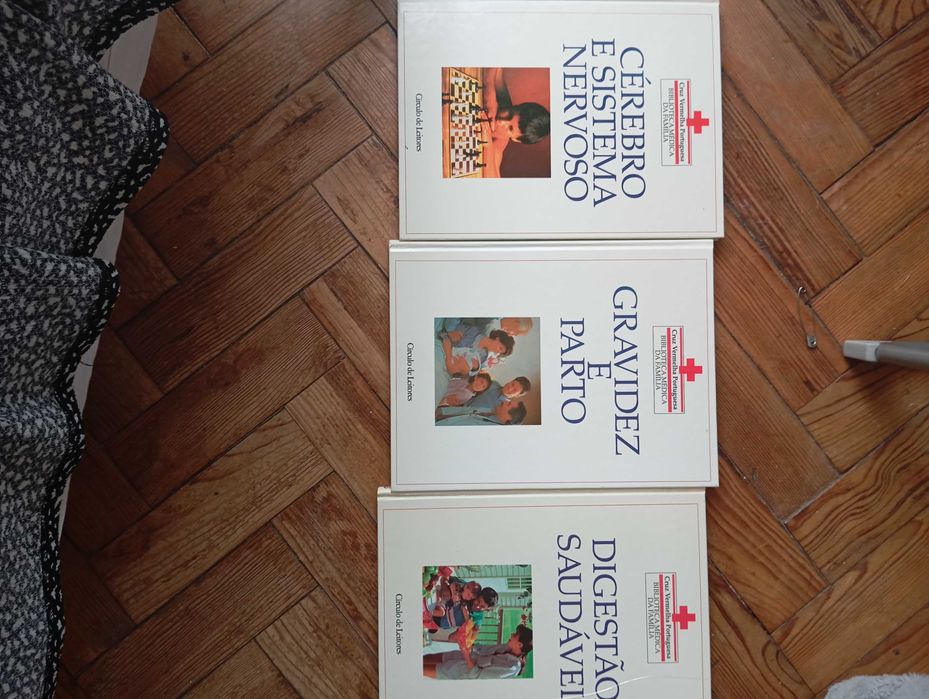 Cruz Vermelha Portuguesa
BIBLIOTECA MÉDICA
DA FAMÍLIA
CÉREBRO
E SISTEMA
NERVOSO
Círculo de Leitores
Cruz Vermelha Portuguesa
BIBLIOTECA MÉDICA
DA FAMÍLIA
GRAVIDEZ
E
PARTO
Círculo de Leitores
Cruz Vermelha Portuguesa
BIBLIOTECA MÉDICA
DA FAMÍLIA
DIGESTÃO
SAUDÁVEL
Círculo de Leitores